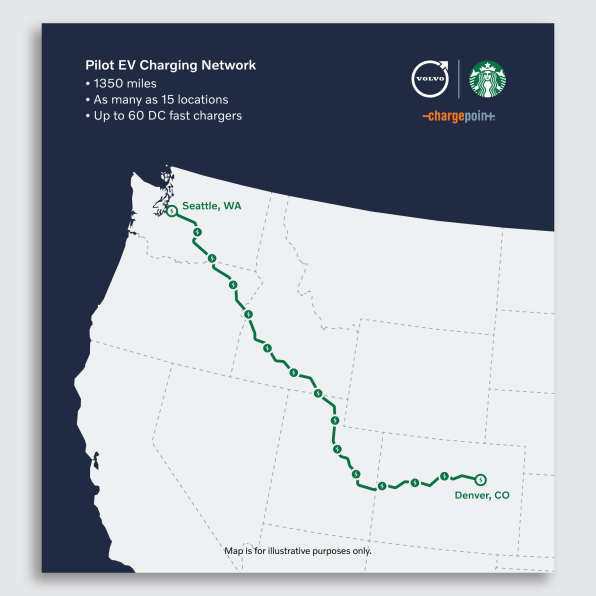 Pilot EV Charging Network
• 1350 miles
• As many as 15 locations
• Up to 60 DC fast chargers
VOLVO
-chargepoin+.
Seattle, WA
Denver, CO
Map is for illustrative purposes only.